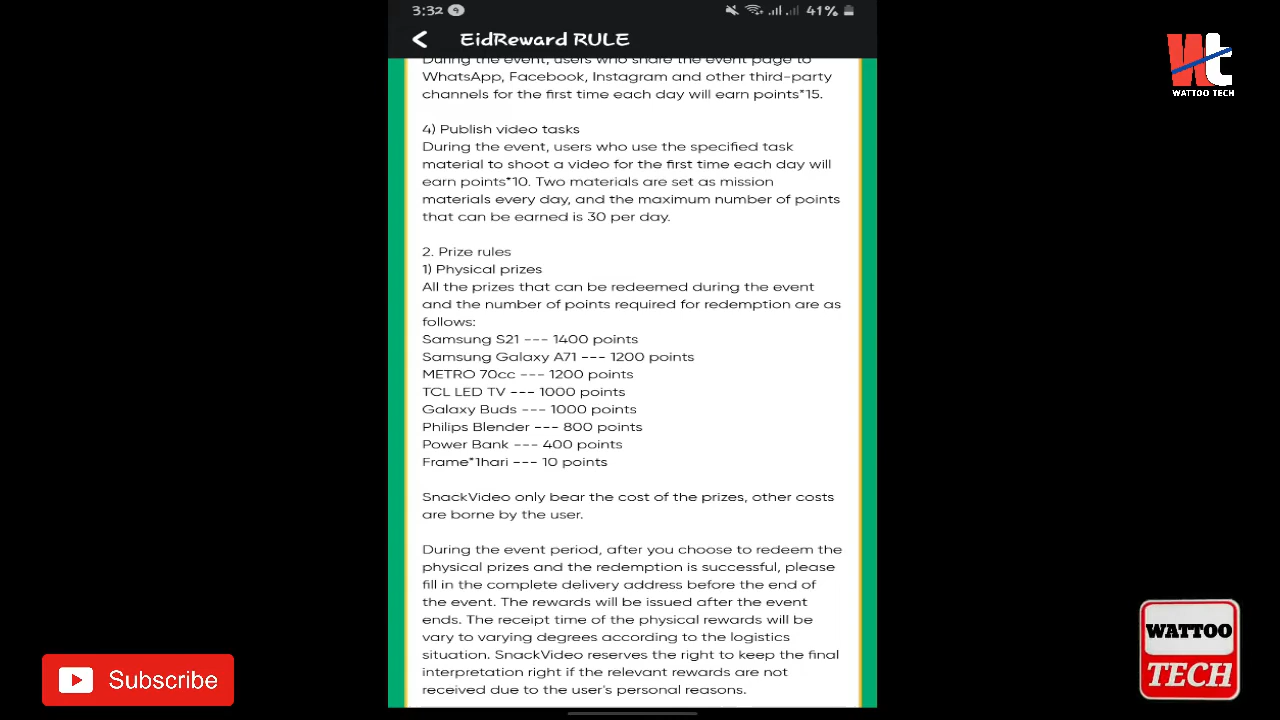 3:32
41%
EidReward RULE
During the event, users who share the event page to
WhatsApp, Facebook, Instagram and other third-party
channels for the first time each day will earn points*15.
4) Publish video tasks
During the event, users who use the specified task
material to shoot a video for the first time each day will
earn points*10. Two materials are set as mission
materials every day, and the maximum number of points
that can be earned is 30 per day.
2. Prize rules
1) Physical prizes
All the prizes that can be redeemed during the event
and the number of points required for redemption are as
follows:
Samsung S21 --- 1400 points
Samsung Galaxy A71 --- 1200 points
METRO 70cc --- 1200 points
TCL LED TV --- 1000 points
Galaxy Buds --- 1000 points
Philips Blender --- 800 points
Power Bank --- 400 points
Frame*1hari --- 10 points
SnackVideo only bear the cost of the prizes, other costs
are borne by the user.
During the event period, after you choose to redeem the
physical prizes and the redemption is successful, please
fill in the complete delivery address before the end of
the event. The rewards will be issued after the event
ends. The receipt time of the physical rewards will be
vary to varying degrees according to the logistics
situation. SnackVideo reserves the right to keep the final
interpretation right if the relevant rewards are not
received due to the user's personal reasons.
Wt
WATTOO TECH
Subscribe
WATTOO
TECH